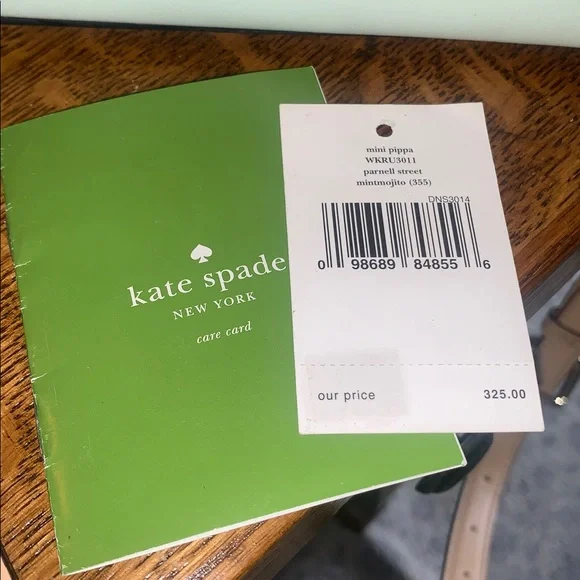 kate spade
NEW YORK
care card
mini pippa
WKRU3011
parnell street
mintmojito (355)
DNS3014
0 98689 84855 6
our price 325.00